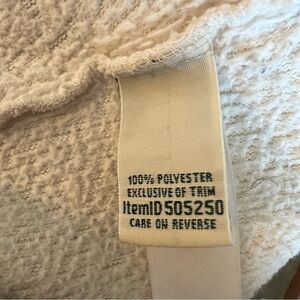 100% POLYESTER
EXCLUSIVE OF TRIM
ItemID 505250
CARE ON REVERSE